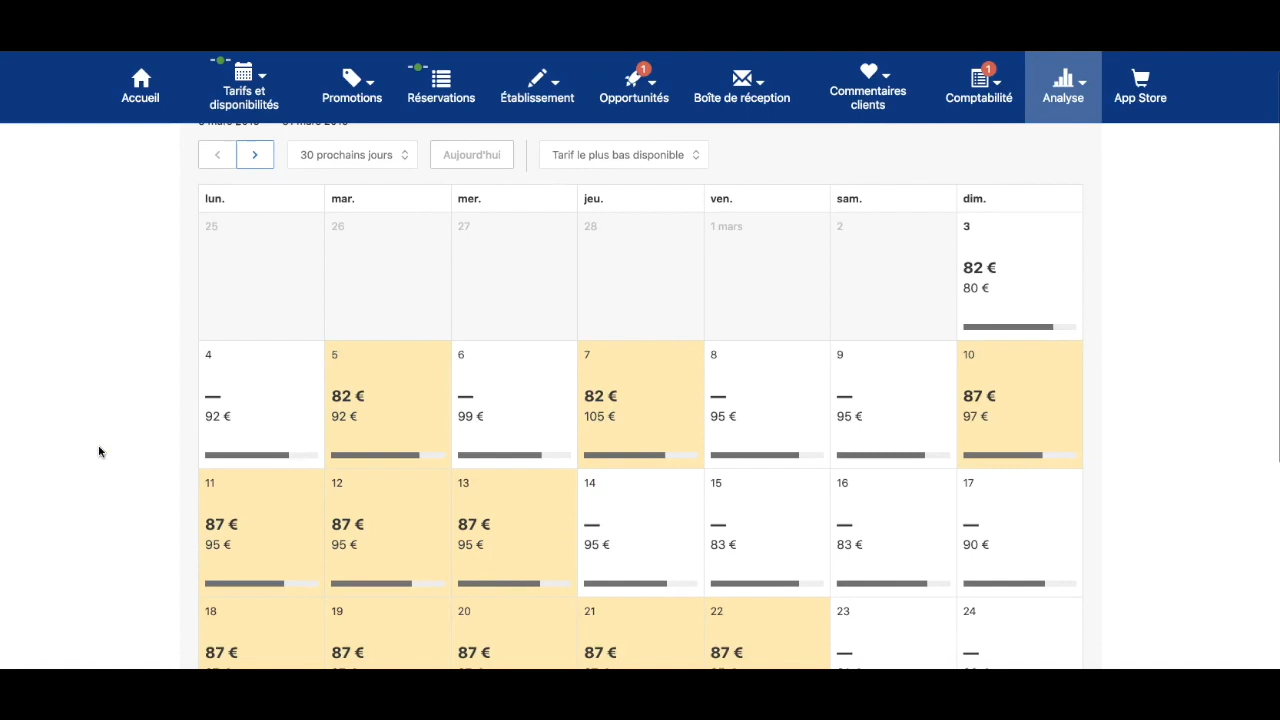 Accueil
Tarifs et
disponibilités
Promotions
Réservations
Établissement
1
Opportunités
Boîte de réception
Commentaires
clients
1
Comptabilité
Analyse
App Store
30 prochains jours
Aujourd'hui
Tarif le plus bas disponible
lun. mar. mer. jeu. ven. sam. dim.
25 26 27 28 1 mars 2 3
82 €
80 €
4 5 6 7 8 9 10
— 82 € — 82 € — — 87 €
92 € 92 € 99 € 105 € 95 € 95 € 97 €
11 12 13 14 15 16 17
87 € 87 € 87 € — — — —
95 € 95 € 95 € 95 € 83 € 83 € 90 €
18 19 20 21 22 23 24
87 € 87 € 87 € 87 € 87 € — —